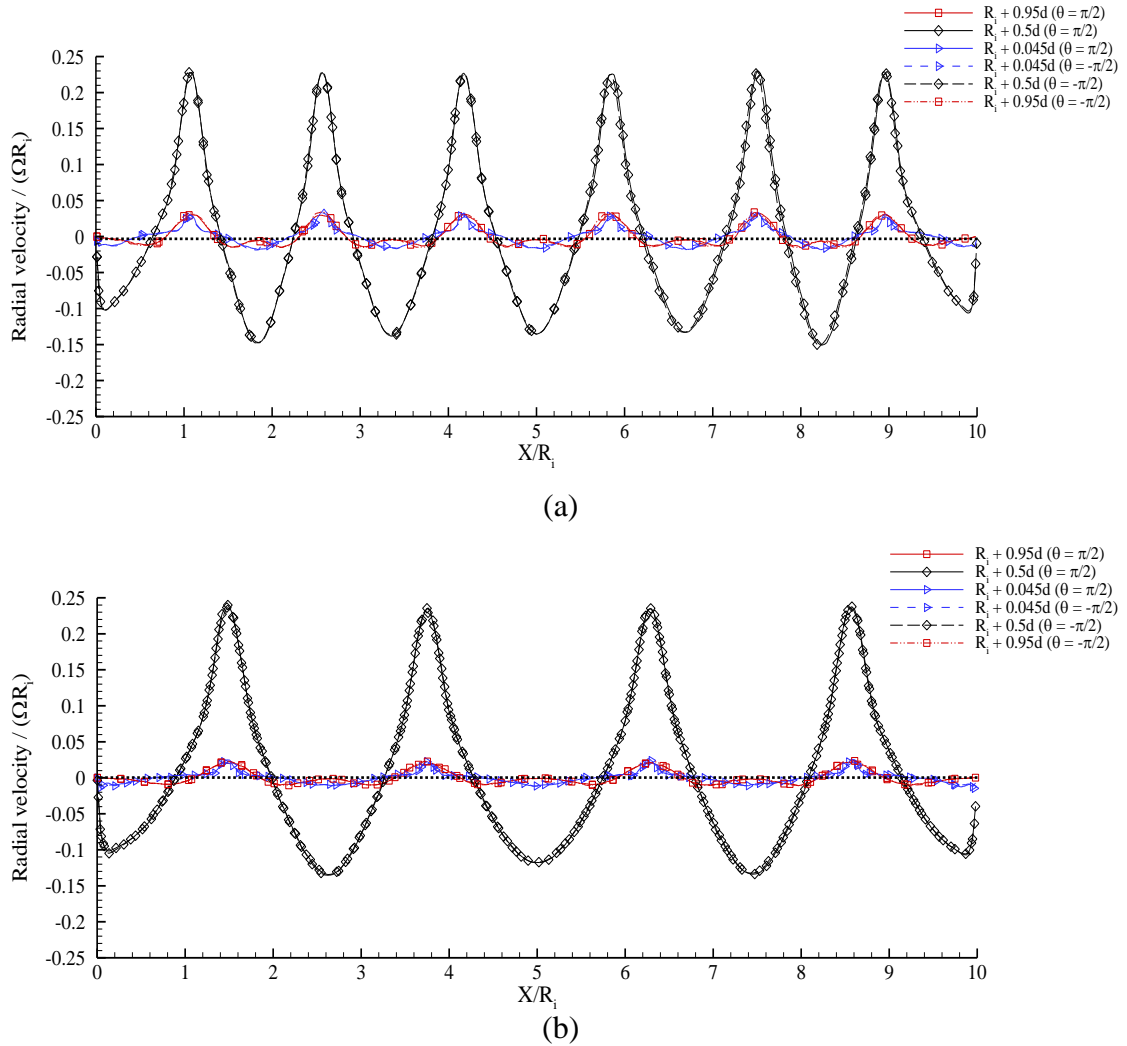 R_i + 0.95d (θ = π/2)
R_i + 0.5d (θ = π/2)
R_i + 0.045d (θ = π/2)
R_i + 0.045d (θ = -π/2)
R_i + 0.5d (θ = -π/2)
R_i + 0.95d (θ = -π/2)
Radial velocity / (ΩR_i)
0.25
0.2
0.15
0.1
0.05
0
-0.05
-0.1
-0.15
-0.2
-0.25
0 1 2 3 4 5 6 7 8 9 10
X/R_i
(a)
R_i + 0.95d (θ = π/2)
R_i + 0.5d (θ = π/2)
R_i + 0.045d (θ = π/2)
R_i + 0.045d (θ = -π/2)
R_i + 0.5d (θ = -π/2)
R_i + 0.95d (θ = -π/2)
Radial velocity / (ΩR_i)
0.25
0.2
0.15
0.1
0.05
0
-0.05
-0.1
-0.15
-0.2
-0.25
0 1 2 3 4 5 6 7 8 9 10
X/R_i
(b)